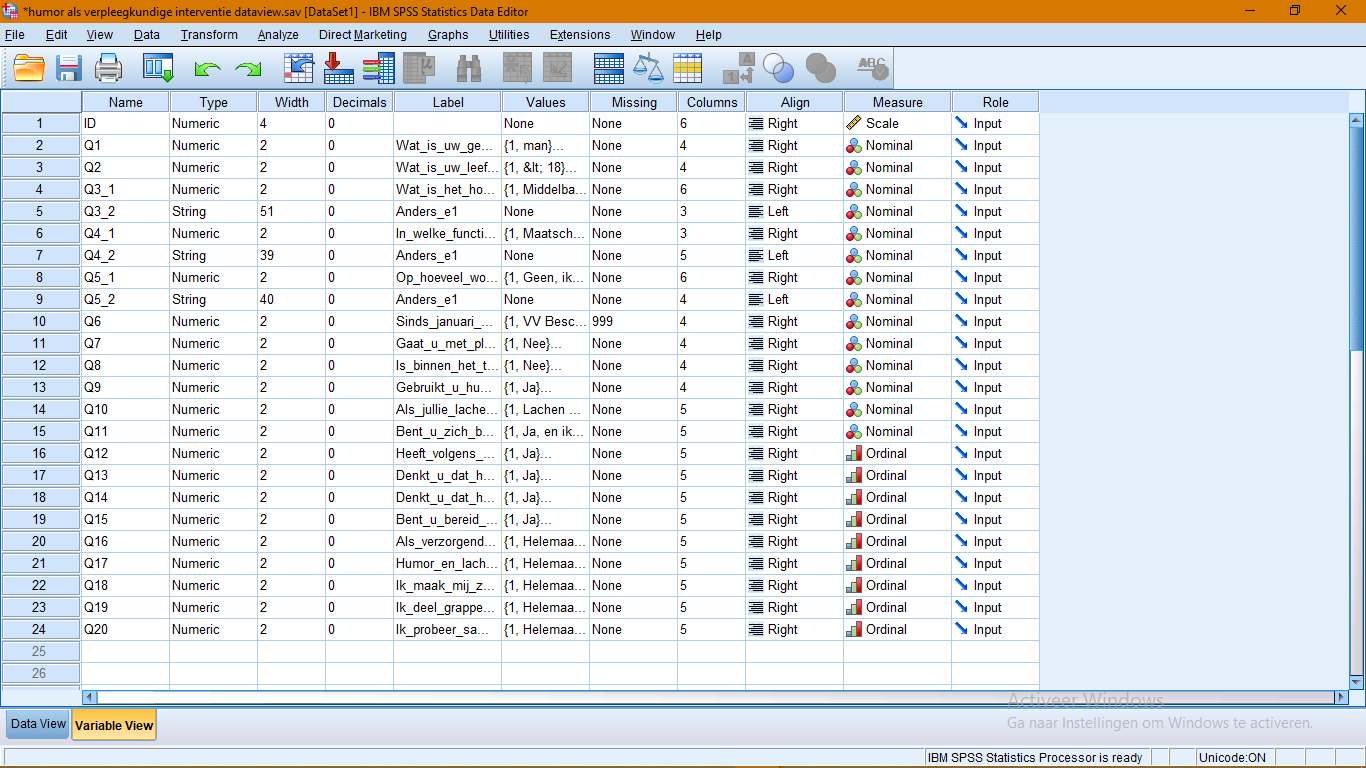 *humor als verpleegkundige interventie dataview.sav [DataSet1] - IBM SPSS Statistics Data Editor
File Edit View Data Transform Analyze Direct Marketing Graphs Utilities Extensions Window Help
Name Type Width Decimals Label Values Missing Columns Align Measure Role
1 ID Numeric 4 0 None None 6 Right Scale Input
2 Q1 Numeric 2 0 Wat_is_uw_ge... {1, man}... None 4 Right Nominal Input
3 Q2 Numeric 2 0 Wat_is_uw_leef... {1, &lt; 18}... None 4 Right Nominal Input
4 Q3_1 Numeric 2 0 Wat_is_het_ho... {1, Middelba... None 6 Right Nominal Input
5 Q3_2 String 51 0 Anders_e1 None None 3 Left Nominal Input
6 Q4_1 Numeric 2 0 In_welke_functi... {1, Maatsch... None 3 Right Nominal Input
7 Q4_2 String 39 0 Anders_e1 None None 5 Left Nominal Input
8 Q5_1 Numeric 2 0 Op_hoeveel_wo... {1, Geen, ik... None 6 Right Nominal Input
9 Q5_2 String 40 0 Anders_e1 None None 4 Left Nominal Input
10 Q6 Numeric 2 0 Sinds_januari_... {1, VV Besc... 999 4 Right Nominal Input
11 Q7 Numeric 2 0 Gaat_u_met_pl... {1, Nee}... None 4 Right Nominal Input
12 Q8 Numeric 2 0 Is_binnen_het_t... {1, Nee}... None 4 Right Nominal Input
13 Q9 Numeric 2 0 Gebruikt_u_hu... {1, Ja}... None 4 Right Nominal Input
14 Q10 Numeric 2 0 Als_jullie_lache... {1, Lachen ... None 5 Right Nominal Input
15 Q11 Numeric 2 0 Bent_u_zich_b... {1, Ja, en ik... None 5 Right Nominal Input
16 Q12 Numeric 2 0 Heeft_volgens_... {1, Ja}... None 5 Right Ordinal Input
17 Q13 Numeric 2 0 Denkt_u_dat_h... {1, Ja}... None 5 Right Ordinal Input
18 Q14 Numeric 2 0 Denkt_u_dat_h... {1, Ja}... None 5 Right Ordinal Input
19 Q15 Numeric 2 0 Bent_u_bereid_... {1, Ja}... None 5 Right Ordinal Input
20 Q16 Numeric 2 0 Als_verzorgend... {1, Helemaa... None 5 Right Ordinal Input
21 Q17 Numeric 2 0 Humor_en_lach... {1, Helemaa... None 5 Right Ordinal Input
22 Q18 Numeric 2 0 Ik_maak_mij_z... {1, Helemaa... None 5 Right Ordinal Input
23 Q19 Numeric 2 0 Ik_deel_grappe... {1, Helemaa... None 5 Right Ordinal Input
24 Q20 Numeric 2 0 Ik_probeer_sa... {1, Helemaa... None 5 Right Ordinal Input
25
26
Activeer Windows
Ga naar Instellingen om Windows te activeren.
Data View Variable View
IBM SPSS Statistics Processor is ready Unicode:ON